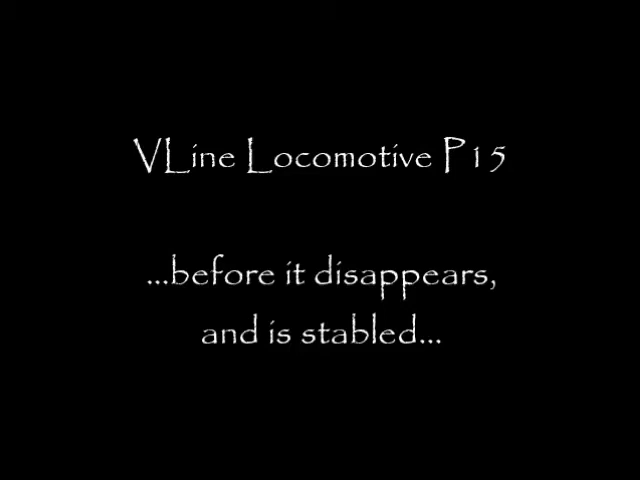 VLine Locomotive P15
...before it disappears,
and is stabled...